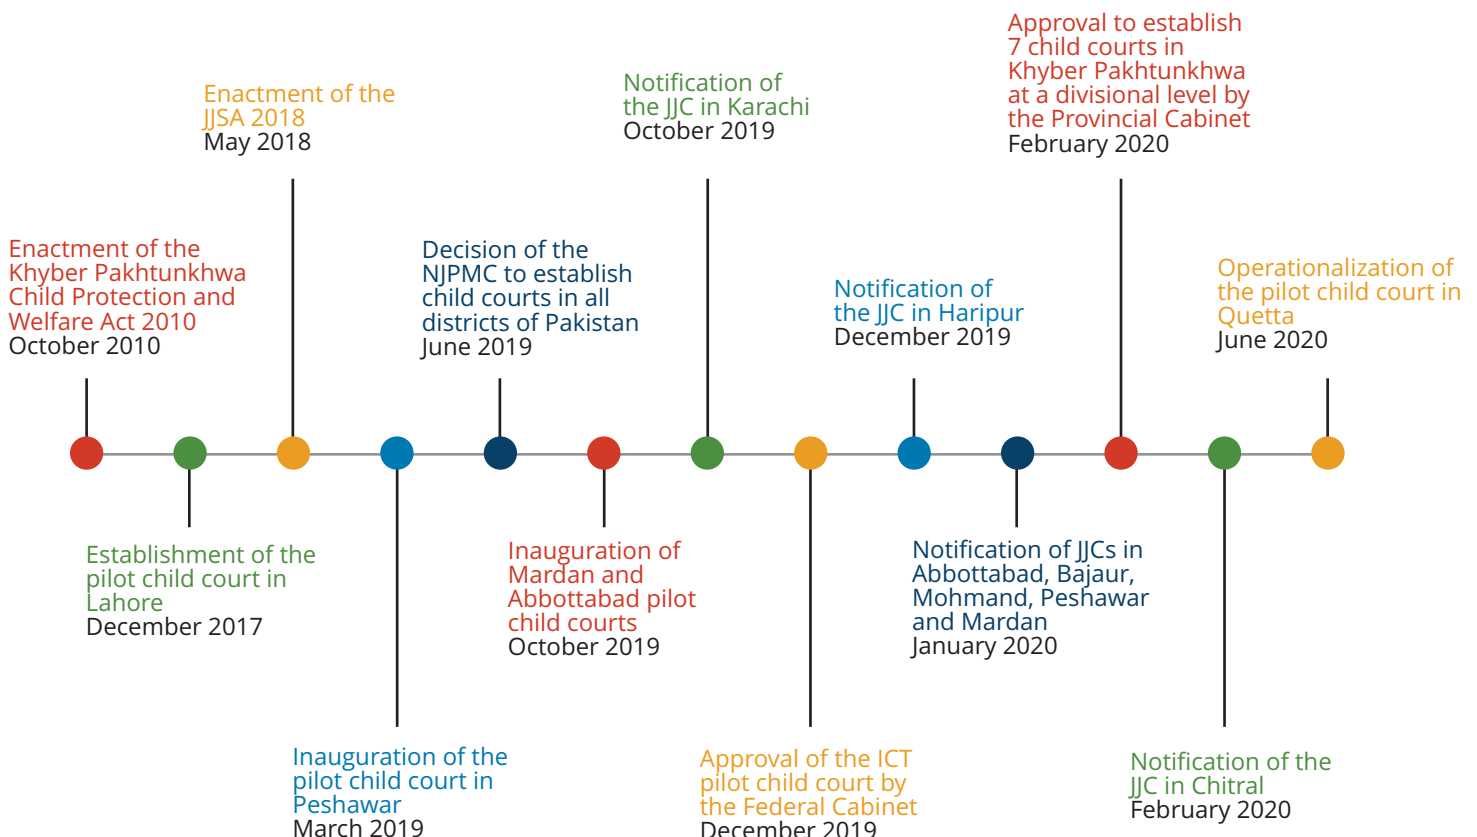 Enactment of the
Khyber Pakhtunkhwa
Child Protection and
Welfare Act 2010
October 2010
Establishment of the
pilot child court in
Lahore
December 2017
Enactment of the
JJSA 2018
May 2018
Inauguration of the
pilot child court in
Peshawar
March 2019
Decision of the
NJPMC to establish
child courts in all
districts of Pakistan
June 2019
Inauguration of
Mardan and
Abbottabad pilot
child courts
October 2019
Notification of
the JJC in Karachi
October 2019
Approval of the ICT
pilot child court by
the Federal Cabinet
December 2019
Notification of
the JJC in Haripur
December 2019
Notification of JJCs in
Abbottabad, Bajaur,
Mohmand, Peshawar
and Mardan
January 2020
Approval to establish
7 child courts in
Khyber Pakhtunkhwa
at a divisional level by
the Provincial Cabinet
February 2020
Notification of the
JJC in Chitral
February 2020
Operationalization of
the pilot child court in
Quetta
June 2020